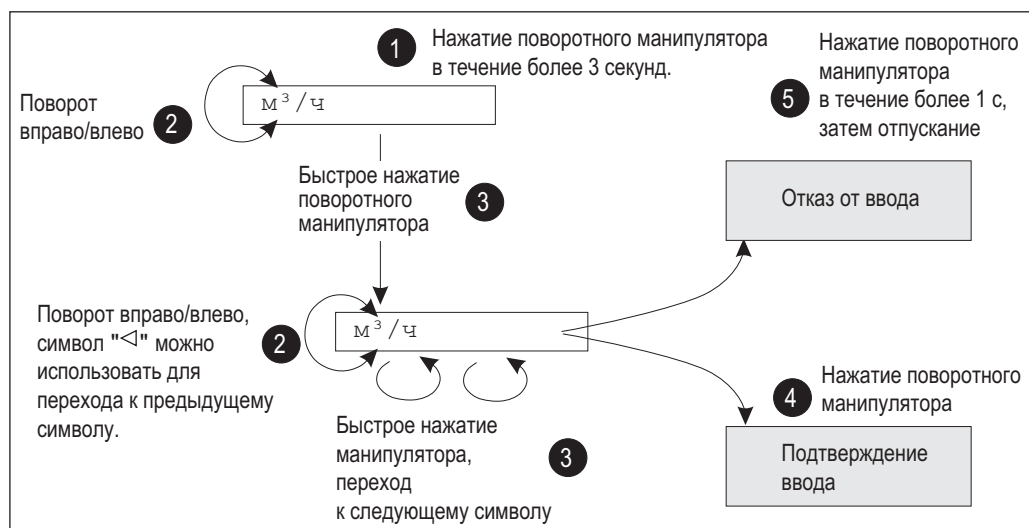 1 Нажатие поворотного манипулятора
в течение более 3 секунд.
Поворот
вправо/влево 2
м³/ч
Быстрое нажатие
поворотного
манипулятора
3
Нажатие поворотного
манипулятора
5 в течение более 1 с,
затем отпускание
Отказ от ввода
Поворот вправо/влево,
символ "◁" можно
использовать для
перехода к предыдущему
символу.
2
м³/ч
Быстрое нажатие
манипулятора,
переход
к следующему символу
3
4 Нажатие поворотного
манипулятора
Подтверждение
ввода